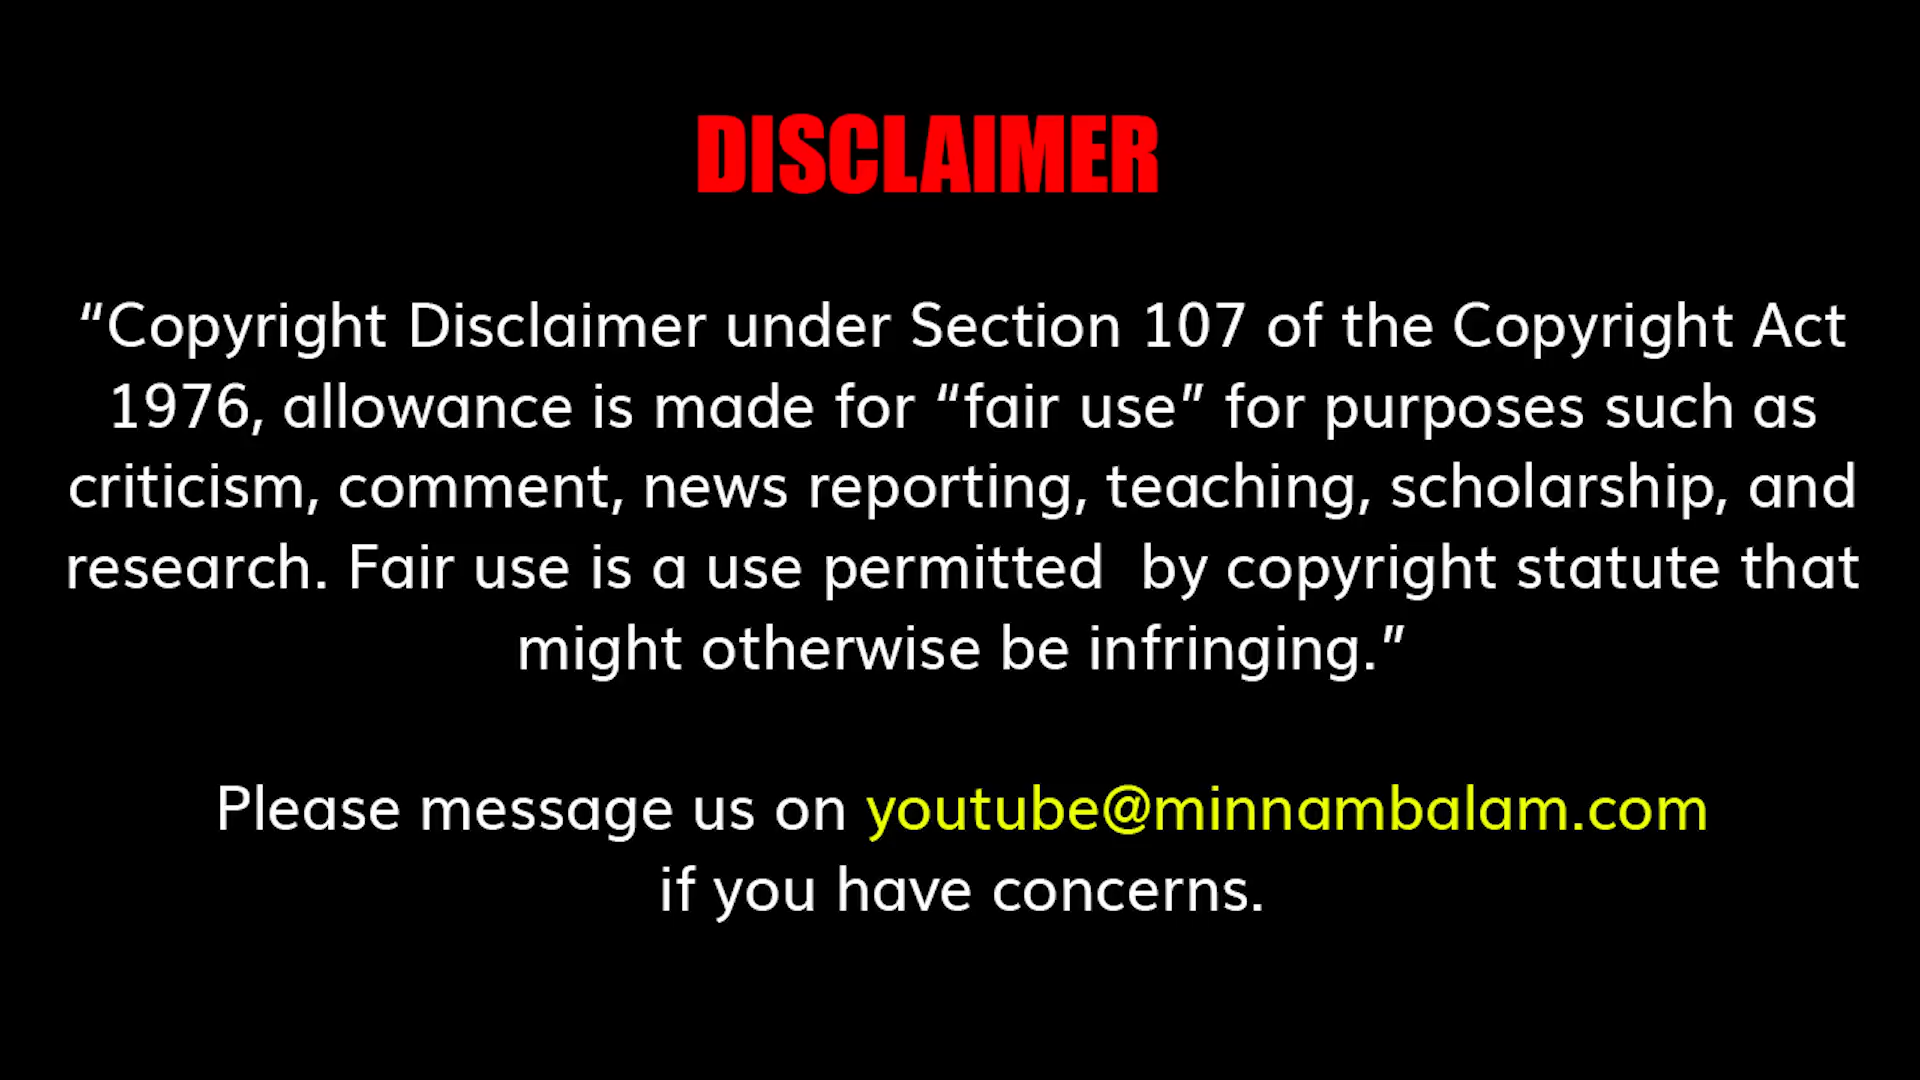 DISCLAIMER
“Copyright Disclaimer under Section 107 of the Copyright Act
1976, allowance is made for “fair use” for purposes such as
criticism, comment, news reporting, teaching, scholarship, and
research. Fair use is a use permitted  by copyright statute that
might otherwise be infringing.”
Please message us on youtube@minnambalam.com
if you have concerns.